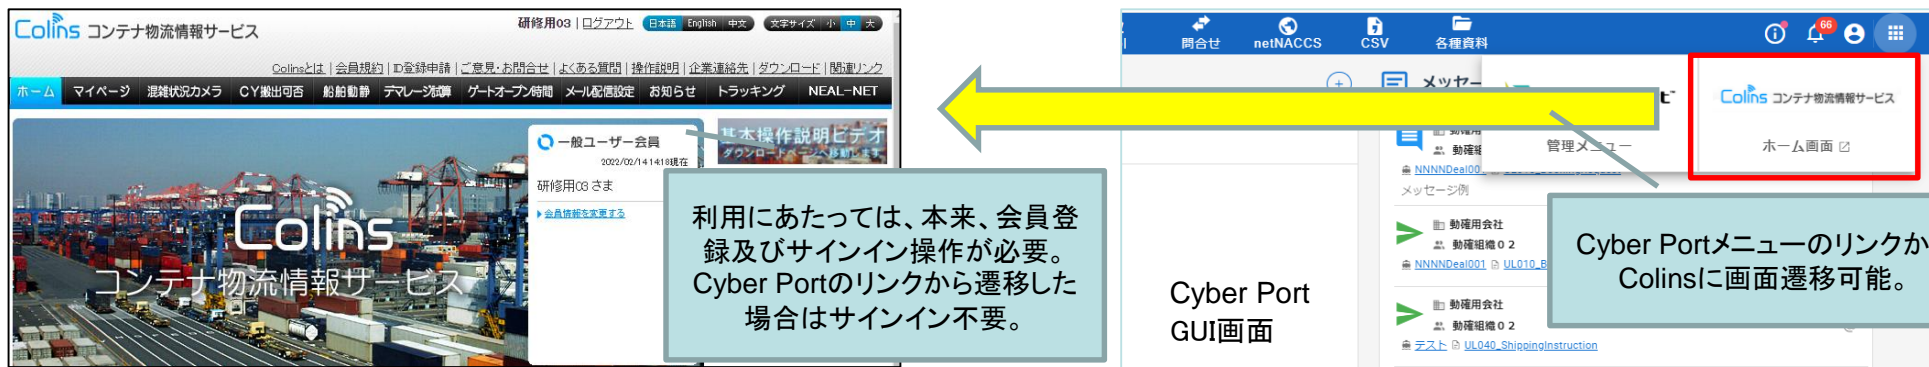 Colins コンテナ物流情報サービス
研修用03 | ログアウト 日本語 English 中文 文字サイズ 小 中 大
Colinsとは | 会員規約 | ID登録申請 | ご意見・お問合せ | よくある質問 | 操作説明 | 企業連絡先 | ダウンロード | 関連リンク
ホーム マイページ 混雑状況カメラ CY搬出可否 船舶動静 デマレージ試算 ゲートオープン時間 メール配信設定 お知らせ トラッキング NEAL-NET
一般ユーザー会員
2022/02/14 14:18現在
研修用03 さま
会員情報を変更する
基本操作説明ビデオ
ダウンロードページへ移動します
Colins
コンテナ物流情報サービス
利用にあたっては、本来、会員登
録及びサインイン操作が必要。
Cyber Portのリンクから遷移した
場合はサインイン不要。
問合せ netNACCS CSV 各種資料
66
メッセー
管理メニュー
Colins コンテナ物流情報サービス
ホーム画面
動確
NNNNDeal00
メッセージ例
動確用会社
動確組織02
NNNNDeal001 UL010_B
動確用会社
動確組織02
テスト UL040_ShippingInstruction
Cyber Portメニューのリンクか
Colinsに画面遷移可能。
Cyber Port
GUI画面